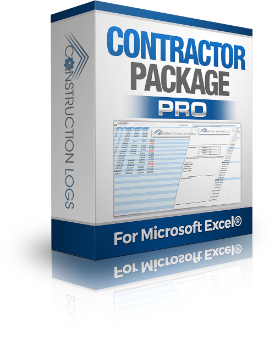 CONTRACTOR
PACKAGE
PRO
For Microsoft Excel®
CONSTRUCTION LOGS